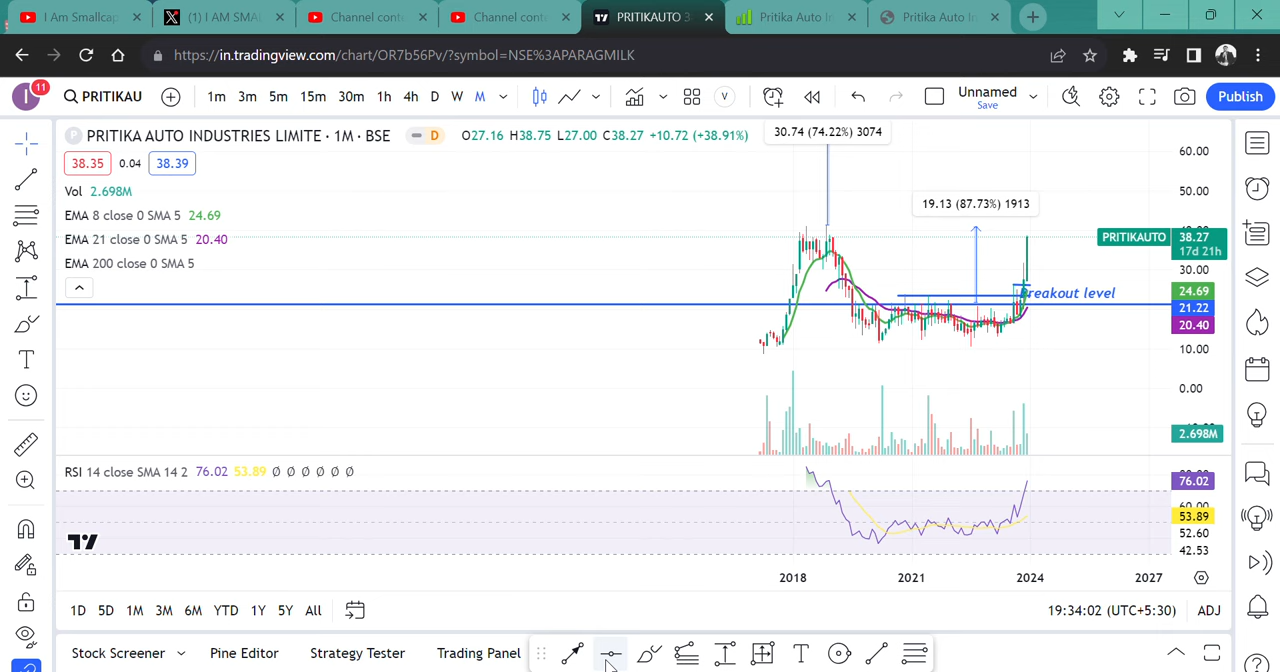 I Am Smallcap
(1) I AM SMAL
Channel cont
Channel cont
PRITIKAUTO 3
Pritika Auto In
Pritika Auto In
https://in.tradingview.com/chart/OR7b56Pv/?symbol=NSE%3APARAGMILK
I 11 PRITIKAU 1m 3m 5m 15m 30m 1h 4h D W M V Unnamed Save Publish
P PRITIKA AUTO INDUSTRIES LIMITE · 1M · BSE D O27.16 H38.75 L27.00 C38.27 +10.72 (+38.91%)
30.74 (74.22%) 3074
38.35 0.04 38.39
Vol 2.698M
EMA 8 close 0 SMA 5 24.69
EMA 21 close 0 SMA 5 20.40
EMA 200 close 0 SMA 5
19.13 (87.73%) 1913
Breakout level
60.00
50.00
PRITIKAUTO 38.27
17d 21h
30.00
24.69
21.22
20.40
10.00
0.00
2.698M
RSI 14 close SMA 14 2 76.02 53.89 Ø Ø Ø Ø Ø Ø
76.02
60.00
53.89
52.60
42.53
2018 2021 2024 2027
1D 5D 1M 3M 6M YTD 1Y 5Y All 19:34:02 (UTC+5:30) ADJ
Stock Screener Pine Editor Strategy Tester Trading Panel